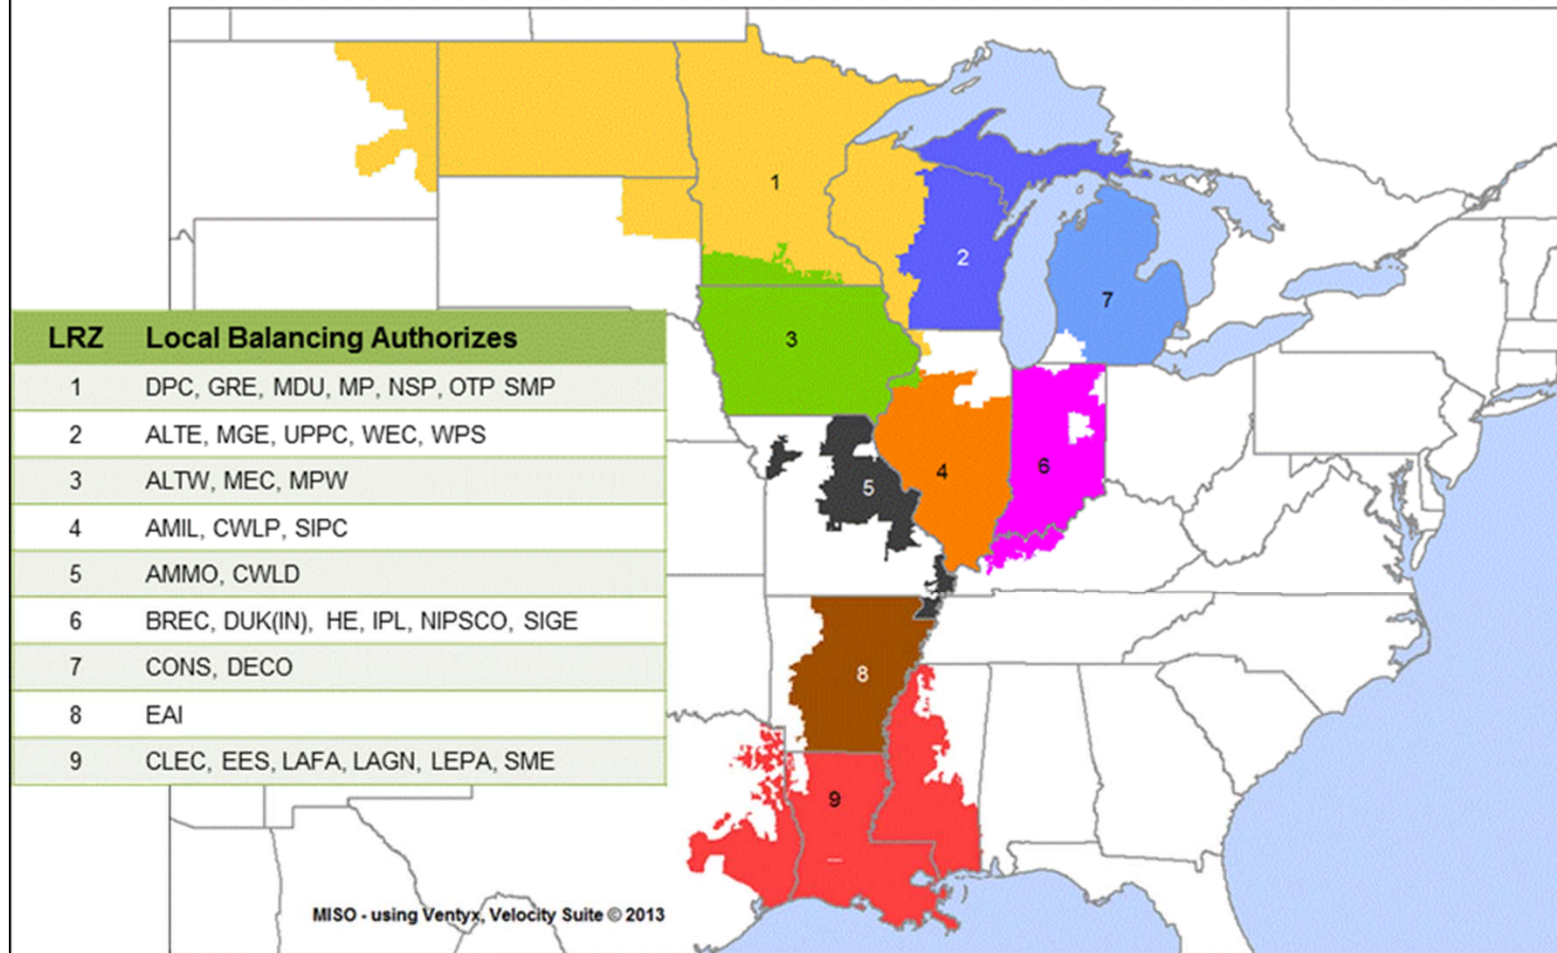 1
2
7
3
4
6
5
8
9
LRZ Local Balancing Authorizes
1 DPC, GRE, MDU, MP, NSP, OTP SMP
2 ALTE, MGE, UPPC, WEC, WPS
3 ALTW, MEC, MPW
4 AMIL, CWLP, SIPC
5 AMMO, CWLD
6 BREC, DUK(IN), HE, IPL, NIPSCO, SIGE
7 CONS, DECO
8 EAI
9 CLEC, EES, LAFA, LAGN, LEPA, SME
MISO - using Ventyx, Velocity Suite © 2013